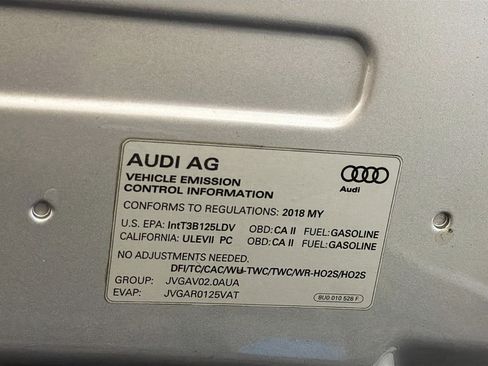 AUDI AG
VEHICLE EMISSION
CONTROL INFORMATION
Audi
CONFORMS TO REGULATIONS: 2018 MY
U.S. EPA: IntT3B125LDV OBD: CA II FUEL: GASOLINE
CALIFORNIA: ULEVII PC OBD: CA II FUEL: GASOLINE
NO ADJUSTMENTS NEEDED.
DFI/TC/CAC/WU-TWC/TWC/WR-HO2S/HO2S
GROUP: JVGAV02.0AUA
EVAP: JVGAR0125VAT
8U0 010 528 F